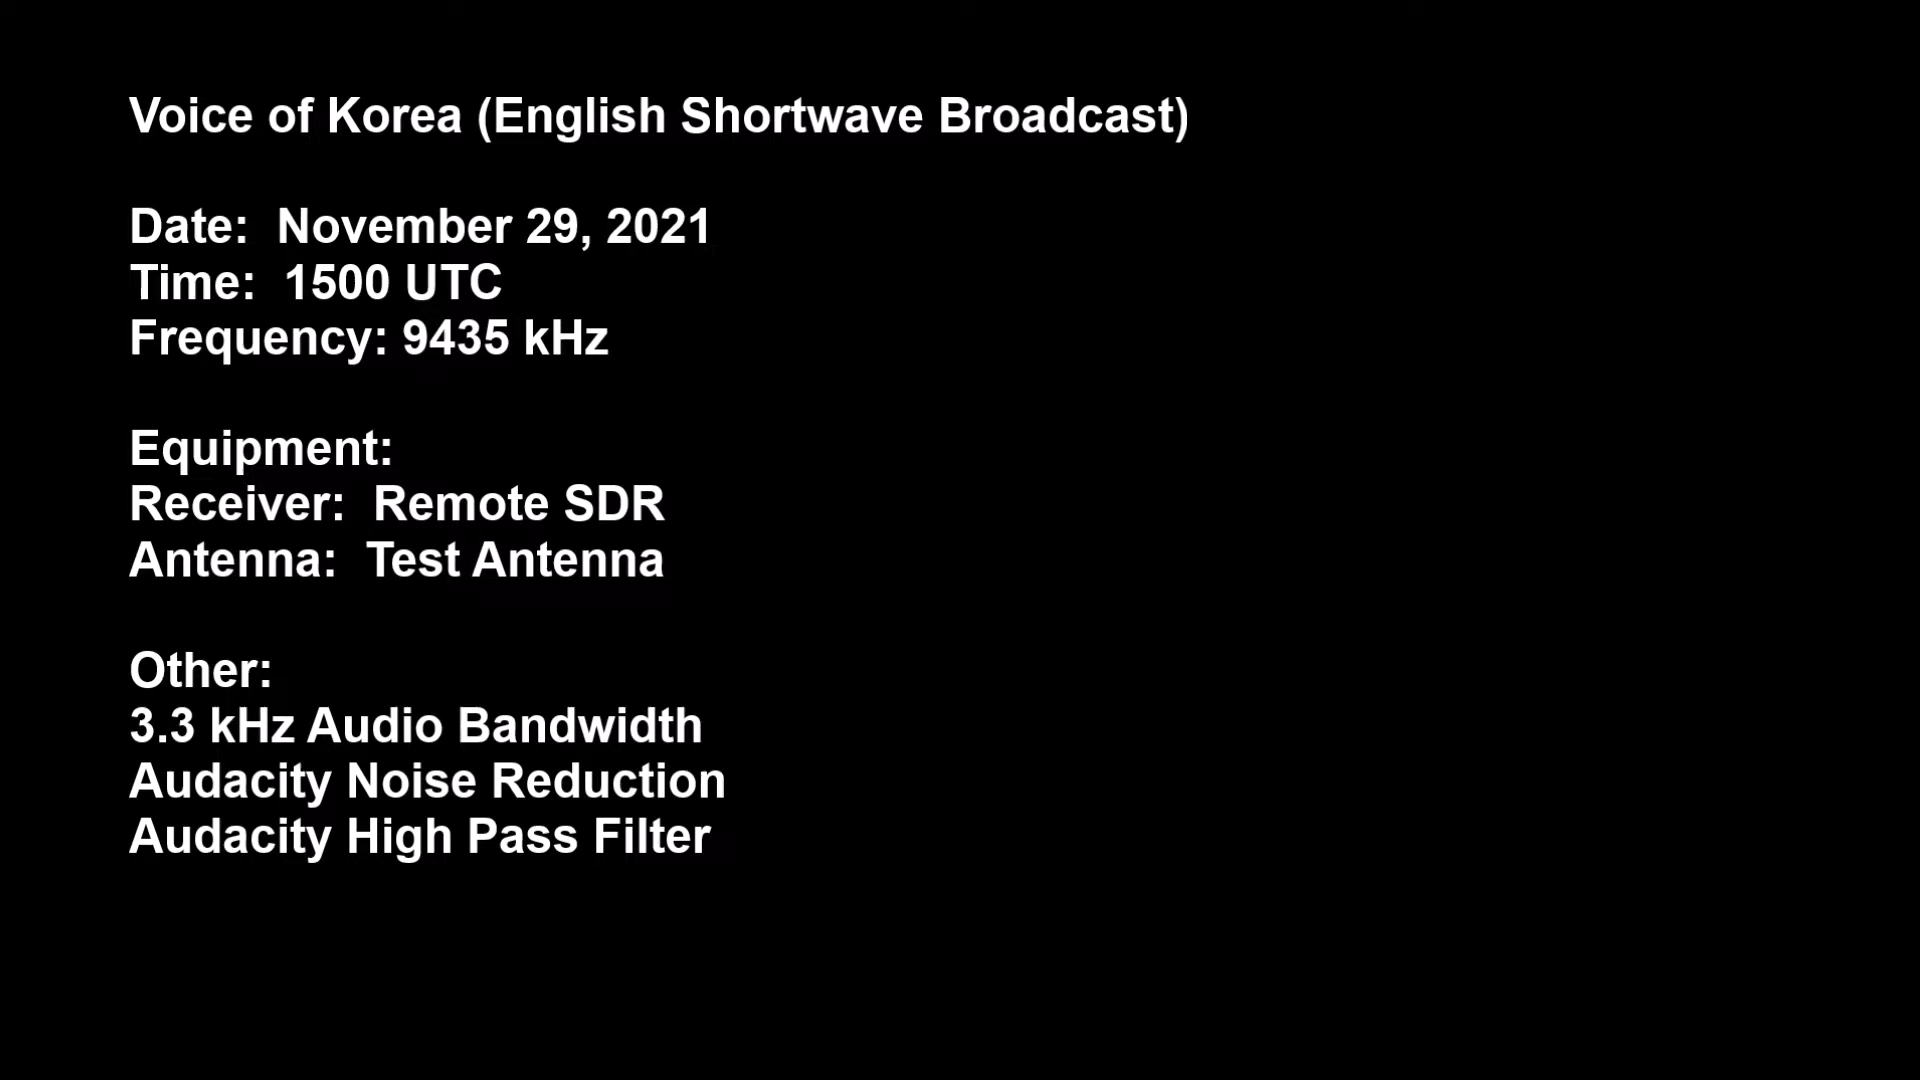 Voice of Korea (English Shortwave Broadcast)
Date:  November 29, 2021
Time:  1500 UTC
Frequency: 9435 kHz
Equipment:
Receiver:  Remote SDR
Antenna:  Test Antenna
Other:
3.3 kHz Audio Bandwidth
Audacity Noise Reduction
Audacity High Pass Filter